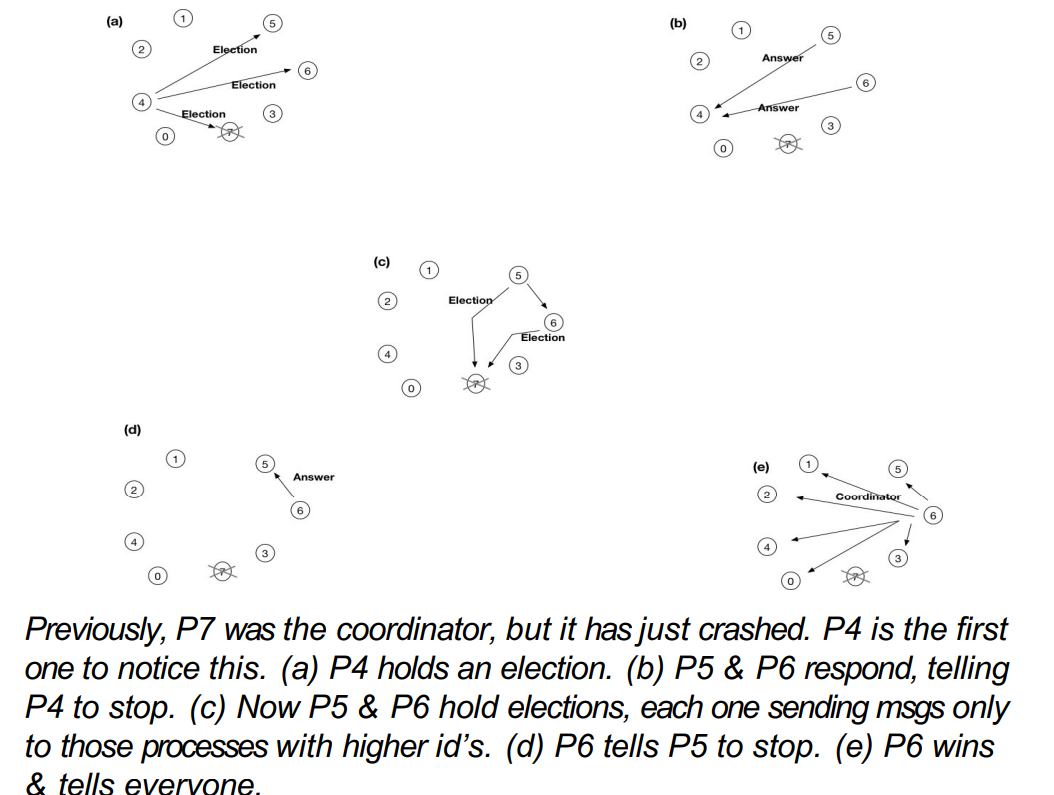 (a)
1
5
2
Election
6
Election
4
Election
3
0
7
(b)
1
5
2
Answer
6
4
Answer
3
0
7
(c)
1
5
2
Election
6
Election
4
3
0
7
(d)
1
5
Answer
2
6
4
3
0
7
(e)
1
5
2
Coordinator
6
4
3
0
7
Previously, P7 was the coordinator, but it has just crashed. P4 is the first
one to notice this. (a) P4 holds an election. (b) P5 & P6 respond, telling
P4 to stop. (c) Now P5 & P6 hold elections, each one sending msgs only
to those processes with higher id's. (d) P6 tells P5 to stop. (e) P6 wins
& tells everyone.